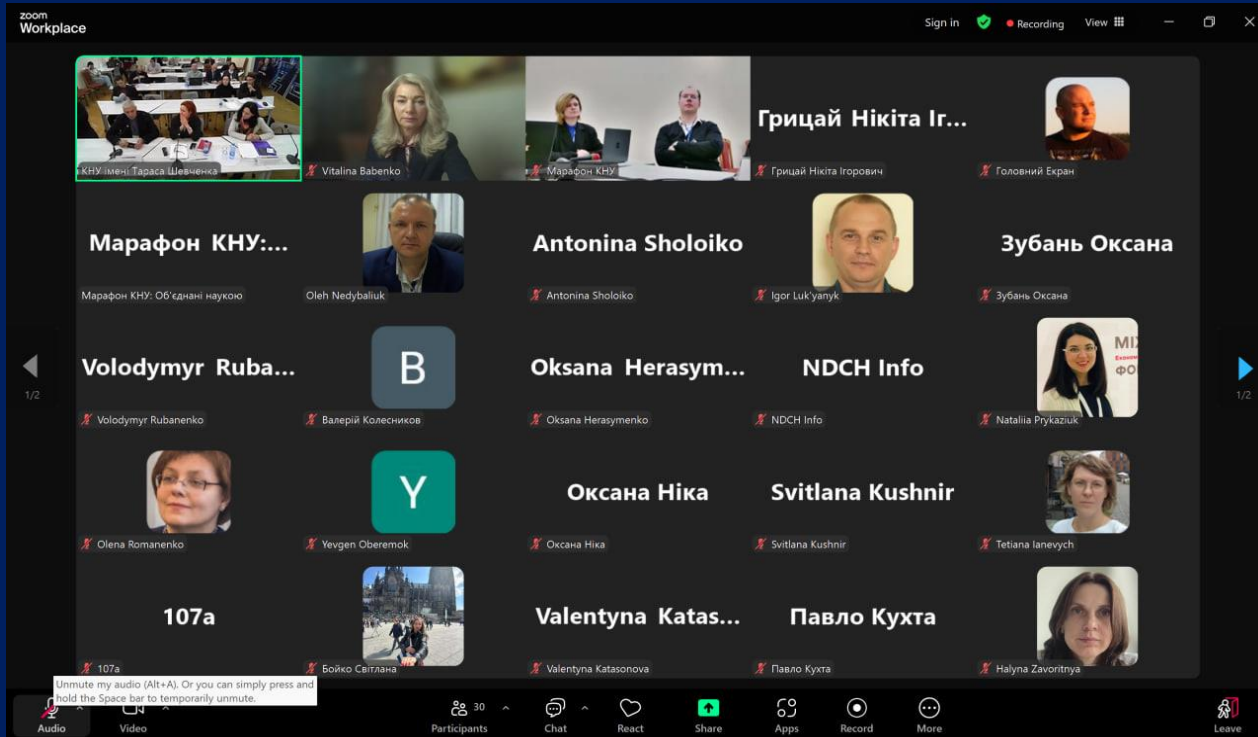 zoom
Workplace
Sign in
Recording
View
КНУ імені Тараса Шевченка
Vitalina Babenko
Марафон КНУ
Грицай Нікіта Іг...
Грицай Нікіта Ігорович
Головний Екран
Марафон КНУ:...
Марафон КНУ: Об'єднані наукою
Oleh Nedybaliuk
Antonina Sholoiko
Antonina Sholoiko
Igor Luk'yanyk
Зубань Оксана
Зубань Оксана
1/2
Volodymyr Ruba...
Volodymyr Rubanenko
В
Валерій Колесников
Oksana Herasym...
Oksana Herasymenko
NDCH Info
NDCH Info
Nataliia Prykaziuk
1/2
Olena Romanenko
Y
Yevgen Oberemok
Оксана Ніка
Оксана Ніка
Svitlana Kushnir
Svitlana Kushnir
Tetiana Ianevych
107a
107a
Бойко Світлана
Valentyna Katas...
Valentyna Katasonova
Павло Кухта
Павло Кухта
Halyna Zavoritnya
Unmute my audio (Alt+A). Or you can simply press and
hold the Space bar to temporarily unmute.
Audio
Video
30
Participants
Chat
React
Share
Apps
Record
More
Leave